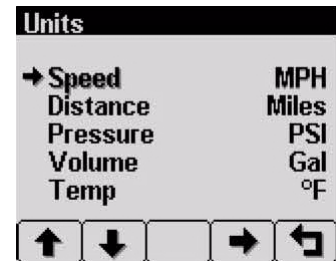 Units
Speed MPH
Distance Miles
Pressure PSI
Volume Gal
Temp °F